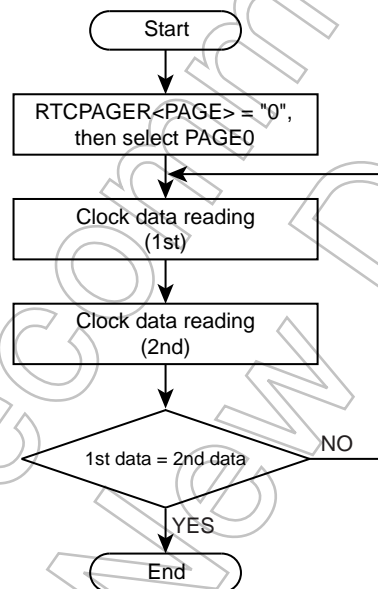 Start
RTCPAGER<PAGE> = "0",
then select PAGE0
Clock data reading
(1st)
Clock data reading
(2nd)
1st data = 2nd data
NO
YES
End